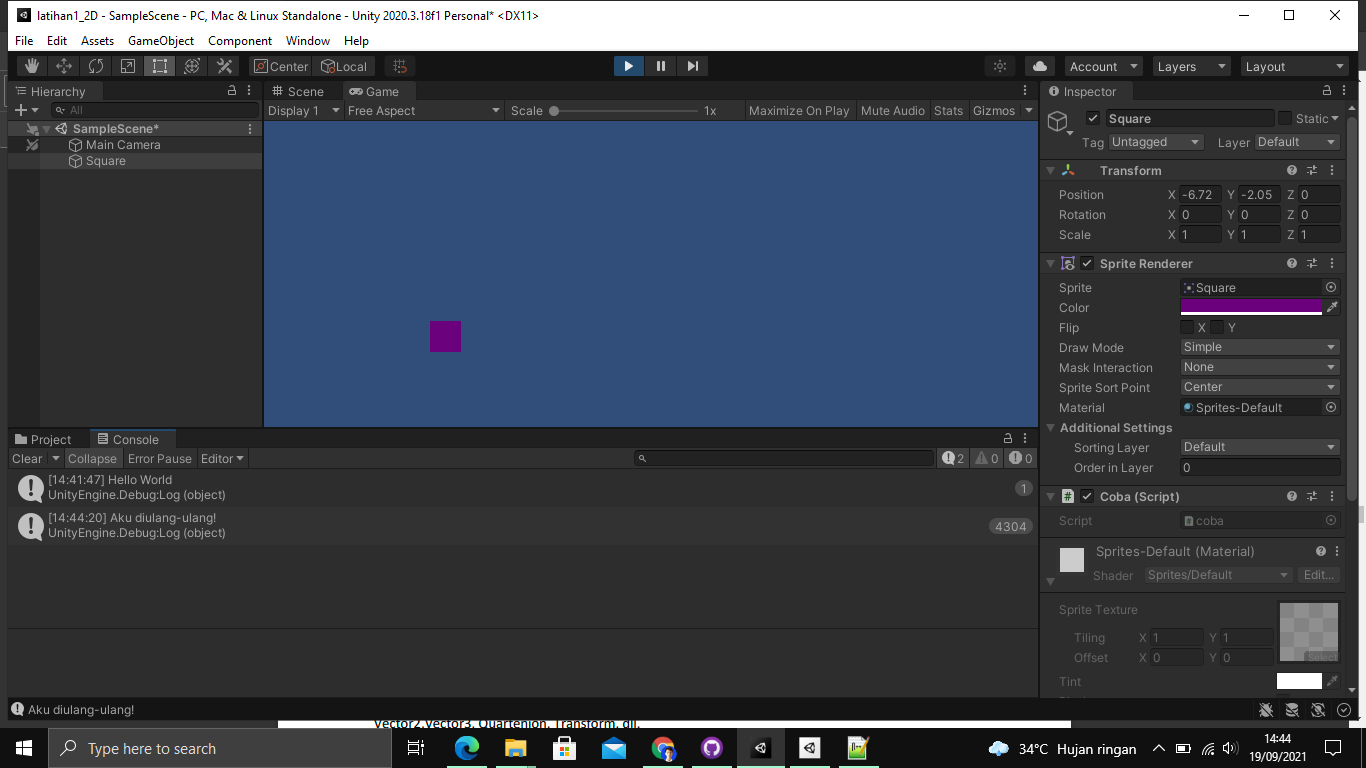 latihan1_2D - SampleScene - PC, Mac & Linux Standalone - Unity 2020.3.18f1 Personal* <DX11>
File Edit Assets GameObject Component Window Help
Center Local Account Layers Layout
Hierarchy
All
SampleScene*
Main Camera
Square
Scene Game
Display 1 Free Aspect Scale 1x Maximize On Play Mute Audio Stats Gizmos
Project Console
Clear Collapse Error Pause Editor 2 0 0
[14:41:47] Hello World
UnityEngine.Debug:Log (object)
1
[14:44:20] Aku diulang-ulang!
UnityEngine.Debug:Log (object)
4304
Aku diulang-ulang!
Inspector
Square Static
Tag Untagged Layer Default
Transform
Position X -6.72 Y -2.05 Z 0
Rotation X 0 Y 0 Z 0
Scale X 1 Y 1 Z 1
Sprite Renderer
Sprite Square
Color
Flip X Y
Draw Mode Simple
Mask Interaction None
Sprite Sort Point Center
Material Sprites-Default
Additional Settings
Sorting Layer Default
Order in Layer 0
Coba (Script)
Script coba
Sprites-Default (Material)
Shader Sprites/Default Edit...
Sprite Texture
Tiling X 1 Y 1
Offset X 0 Y 0
Select
Tint
Vector2,Vector3, Quartenion, Transform, dll.
Type here to search
34°C Hujan ringan
14:44
19/09/2021